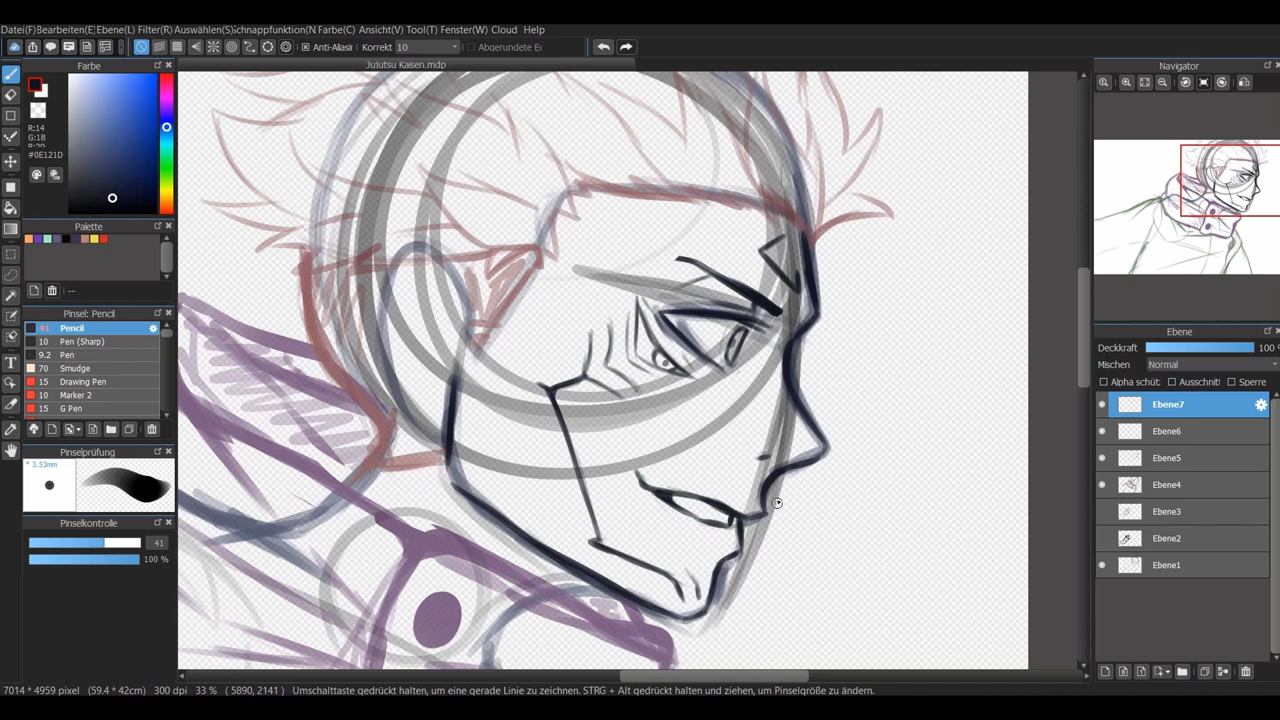 Datei(F)Bearbeiten(E)Ebene(L) Filter(R)Auswählen(S)Schnappfunktion(N)Farbe(C) Ansicht(V) Tool(T) Fenster(W) Cloud Help
Anti-Aliasir Korrekt 10 Abgerundete Ec
Farbe
Jujutsu Kaisen.mdp
Navigator
R:14
G:18
B:29
#0E121D
Palette
---
Pinsel: Pencil
41 Pencil
10 Pen (Sharp)
9.2 Pen
70 Smudge
15 Drawing Pen
10 Marker 2
15 G Pen
Pinselprüfung
* 3.53mm
Pinselkontrolle
41
100 %
Ebene
Deckkraft 100 %
Mischen Normal
Alpha schüt. Ausschnitt Sperre
Ebene7
Ebene6
Ebene5
Ebene4
Ebene3
Ebene2
Ebene1
7014 * 4959 pixel (59.4 * 42cm) 300 dpi 33 % ( 5890, 2141 ) Umschalttaste gedrückt halten, um eine gerade Linie zu zeichnen. STRG + Alt gedrückt halten und ziehen, um Pinselgröße zu ändern.